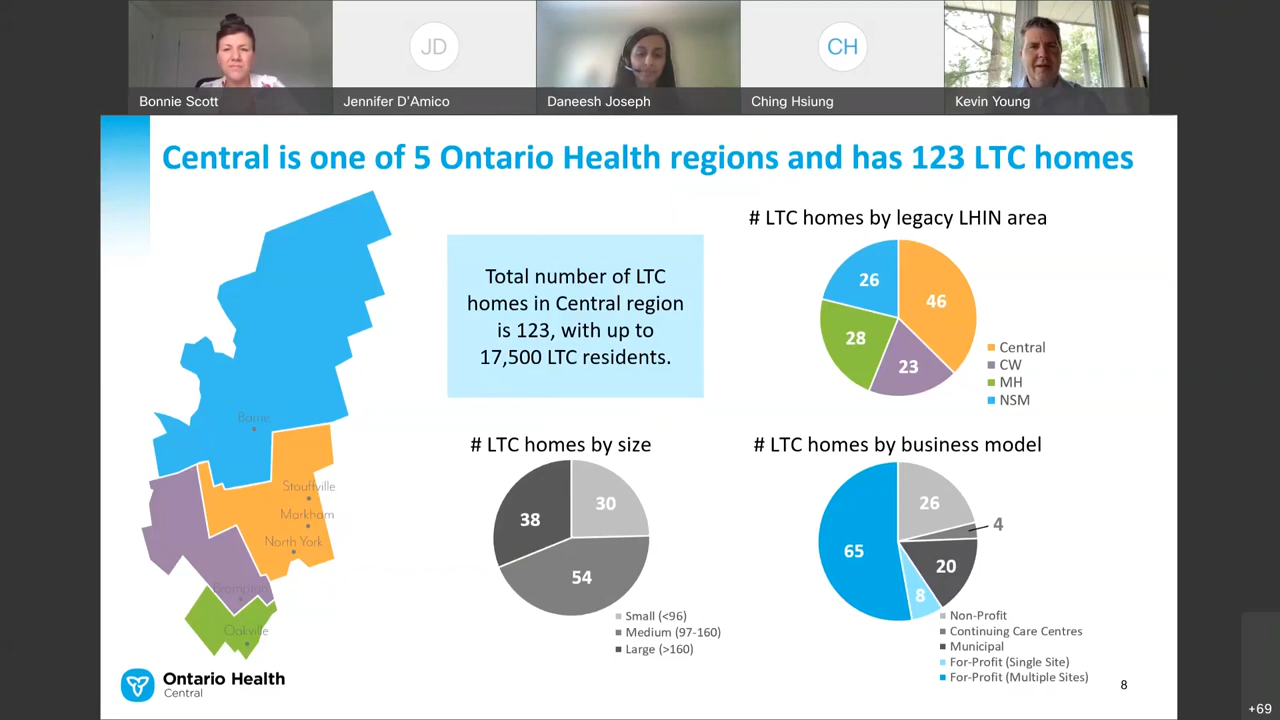 JD
CH
Bonnie Scott
Jennifer D'Amico
Daneesh Joseph
Ching Hsiung
Kevin Young
Central is one of 5 Ontario Health regions and has 123 LTC homes
Barrie
Stouffville
Markham
North York
Brampton
Oakville
Total number of LTC
homes in Central region
is 123, with up to
17,500 LTC residents.
# LTC homes by legacy LHIN area
26
46
28
23
Central
CW
MH
NSM
# LTC homes by size
38
30
54
Small (<96)
Medium (97-160)
Large (>160)
# LTC homes by business model
26
4
65
20
8
Non-Profit
Continuing Care Centres
Municipal
For-Profit (Single Site)
For-Profit (Multiple Sites)
Ontario Health
Central
8
+69